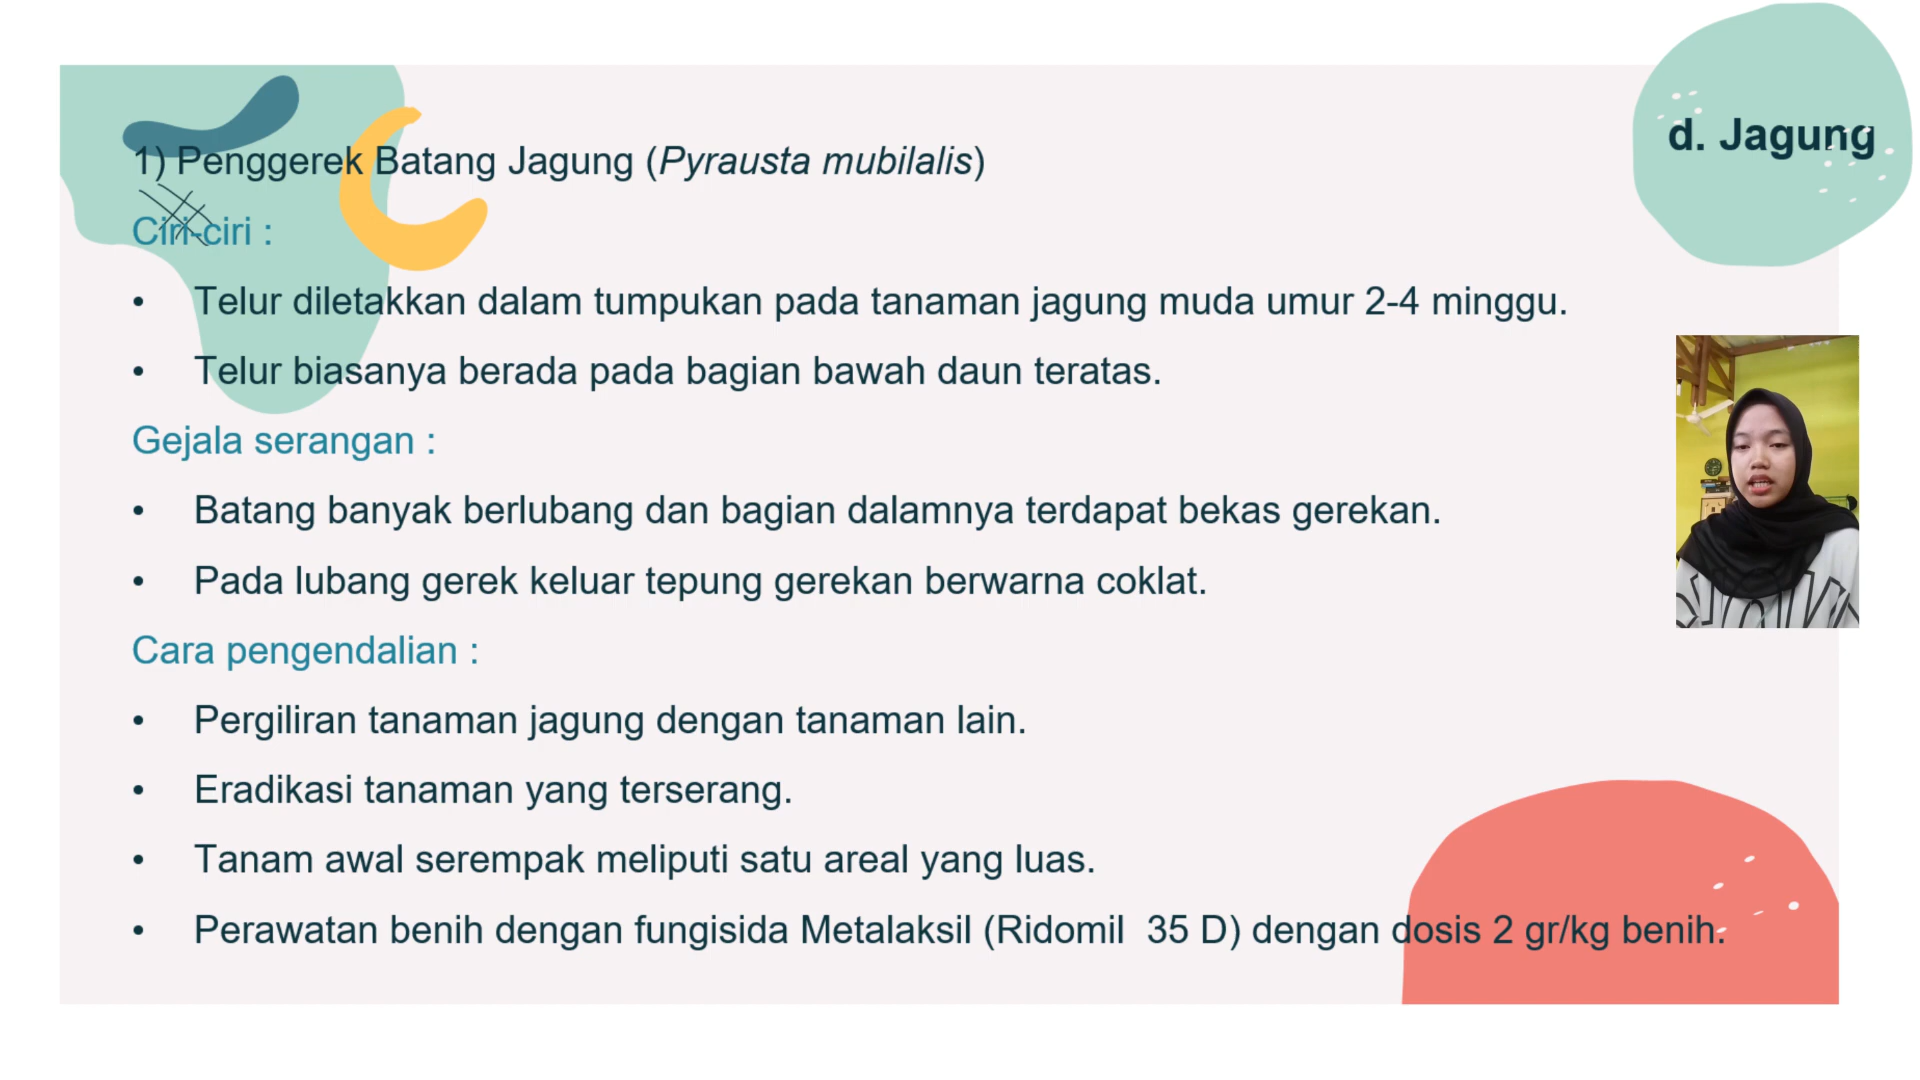 d. Jagung
1) Penggerek Batang Jagung (Pyrausta mubilalis)
Ciri-ciri :
• Telur diletakkan dalam tumpukan pada tanaman jagung muda umur 2-4 minggu.
• Telur biasanya berada pada bagian bawah daun teratas.
Gejala serangan :
• Batang banyak berlubang dan bagian dalamnya terdapat bekas gerekan.
• Pada lubang gerek keluar tepung gerekan berwarna coklat.
Cara pengendalian :
• Pergiliran tanaman jagung dengan tanaman lain.
• Eradikasi tanaman yang terserang.
• Tanam awal serempak meliputi satu areal yang luas.
• Perawatan benih dengan fungisida Metalaksil (Ridomil 35 D) dengan dosis 2 gr/kg benih.